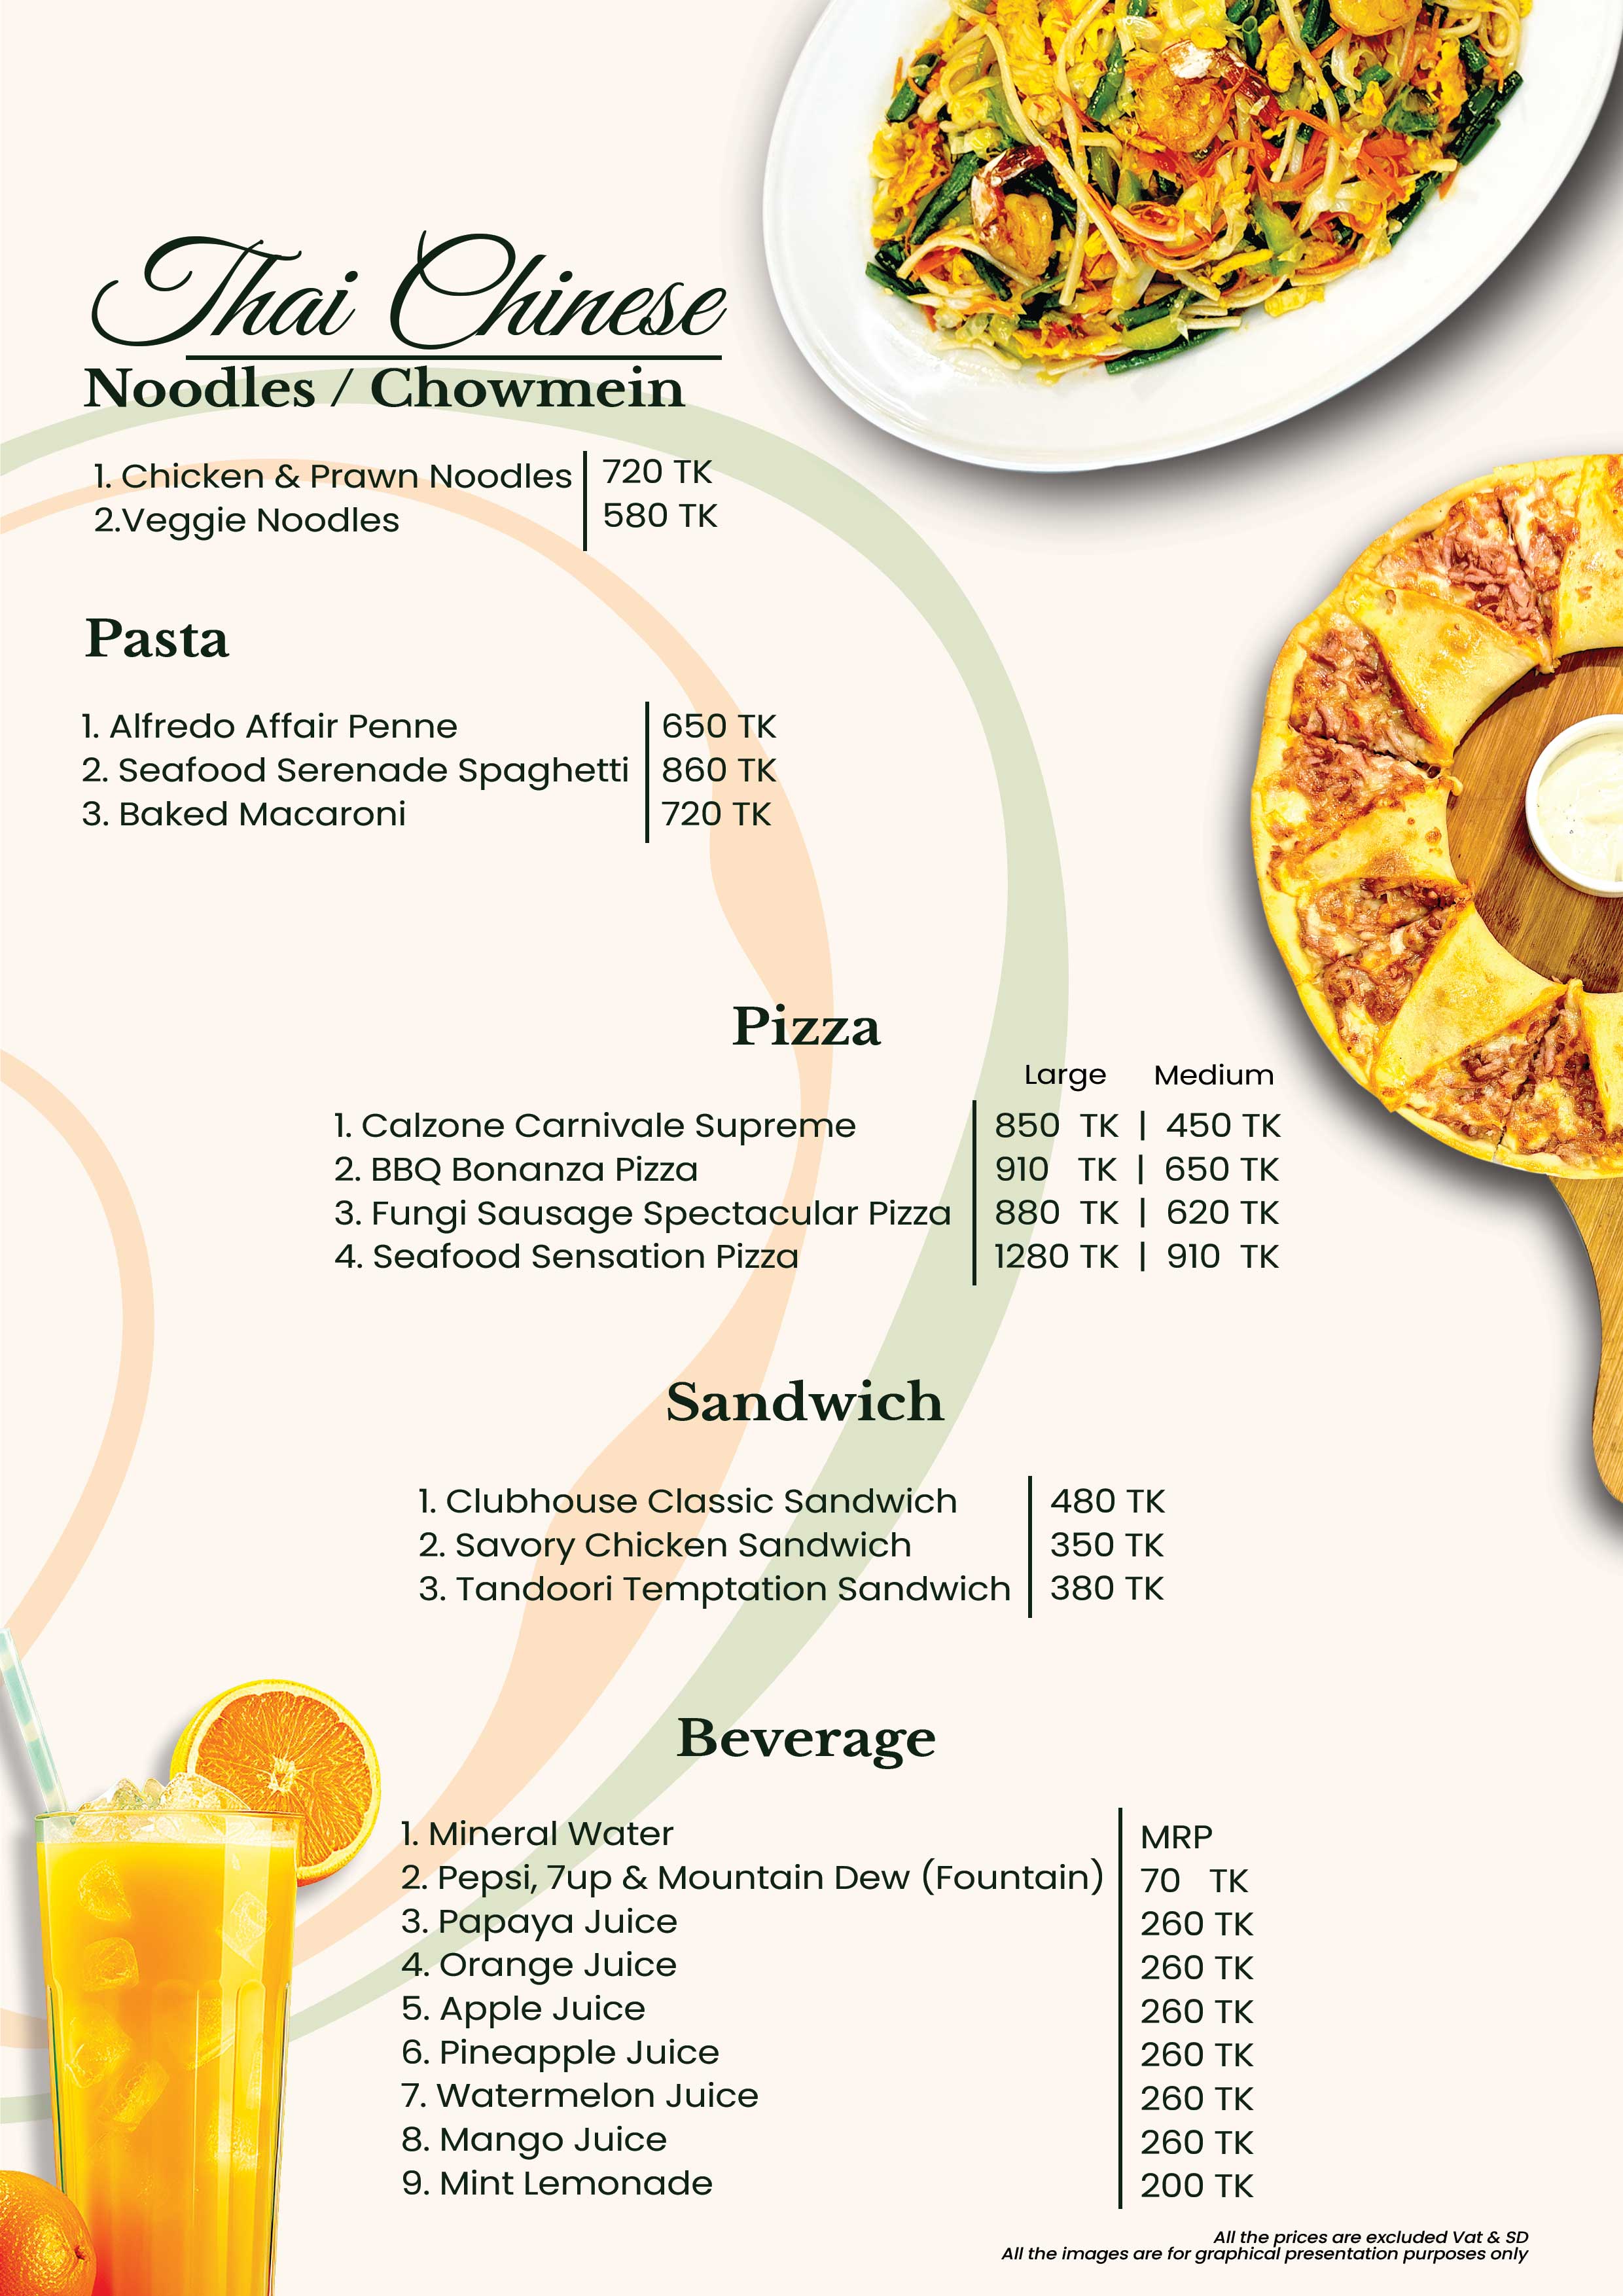 Thai Chinese
Noodles / Chowmein
1. Chicken & Prawn Noodles 720 TK
2.Veggie Noodles 580 TK
Pasta
1. Alfredo Affair Penne 650 TK
2. Seafood Serenade Spaghetti 860 TK
3. Baked Macaroni 720 TK
Pizza
Large Medium
1. Calzone Carnivale Supreme 850 TK | 450 TK
2. BBQ Bonanza Pizza 910 TK | 650 TK
3. Fungi Sausage Spectacular Pizza 880 TK | 620 TK
4. Seafood Sensation Pizza 1280 TK | 910 TK
Sandwich
1. Clubhouse Classic Sandwich 480 TK
2. Savory Chicken Sandwich 350 TK
3. Tandoori Temptation Sandwich 380 TK
Beverage
1. Mineral Water MRP
2. Pepsi, 7up & Mountain Dew (Fountain) 70 TK
3. Papaya Juice 260 TK
4. Orange Juice 260 TK
5. Apple Juice 260 TK
6. Pineapple Juice 260 TK
7. Watermelon Juice 260 TK
8. Mango Juice 260 TK
9. Mint Lemonade 200 TK
All the prices are excluded Vat & SD
All the images are for graphical presentation purposes only